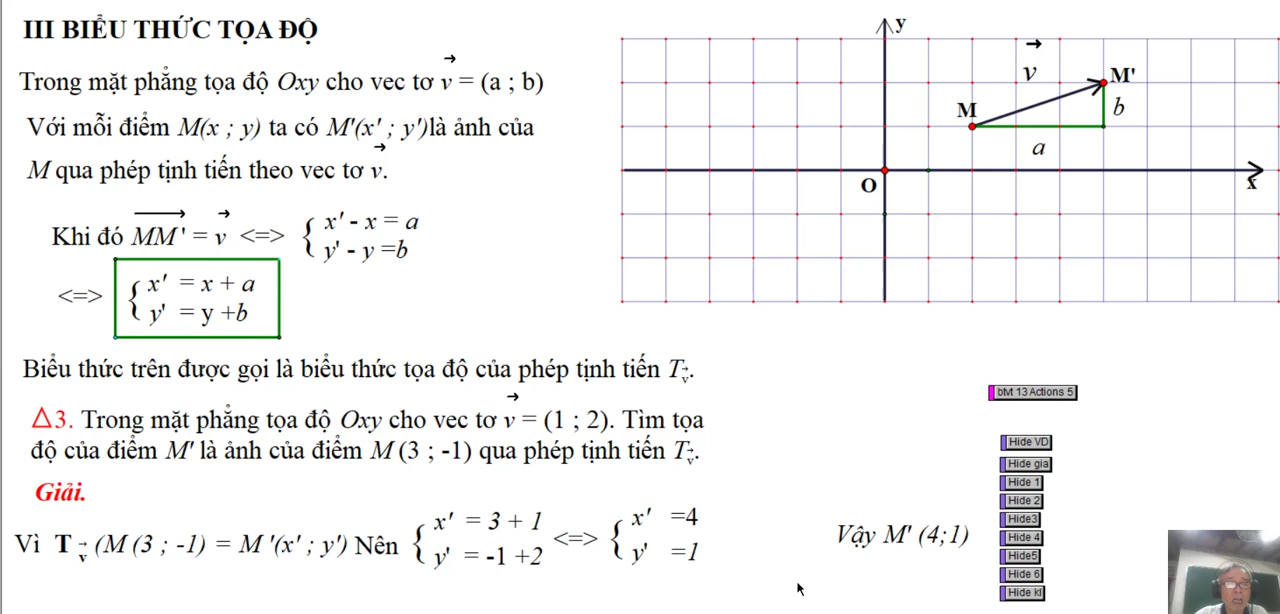 III BIỂU THỨC TỌA ĐỘ
Trong mặt phẳng tọa độ Oxy cho vec tơ v⃗ = (a ; b)
Với mỗi điểm M(x ; y) ta có M'(x' ; y')là ảnh của
M qua phép tịnh tiến theo vec tơ v⃗.
Khi đó MM'⃗ = v⃗ <=> { x' - x = a
y' - y =b
<=> { x' = x + a
y' = y +b
Biểu thức trên được gọi là biểu thức tọa độ của phép tịnh tiến Tv⃗.
△3. Trong mặt phẳng tọa độ Oxy cho vec tơ v⃗ = (1 ; 2). Tìm tọa
độ của điểm M' là ảnh của điểm M (3 ; -1) qua phép tịnh tiến Tv⃗.
Giải.
Vì Tv⃗ (M (3 ; -1) = M '(x' ; y') Nên { x' = 3 + 1 <=> { x' =4
y' = -1 +2 y' =1
Vậy M' (4;1)
y
v⃗
M'
M
b
a
O
x
btvt 13 Actions 5
Hide VD
Hide gia
Hide 1
Hide 2
Hide3
Hide 4
Hide5
Hide 6
Hide kl